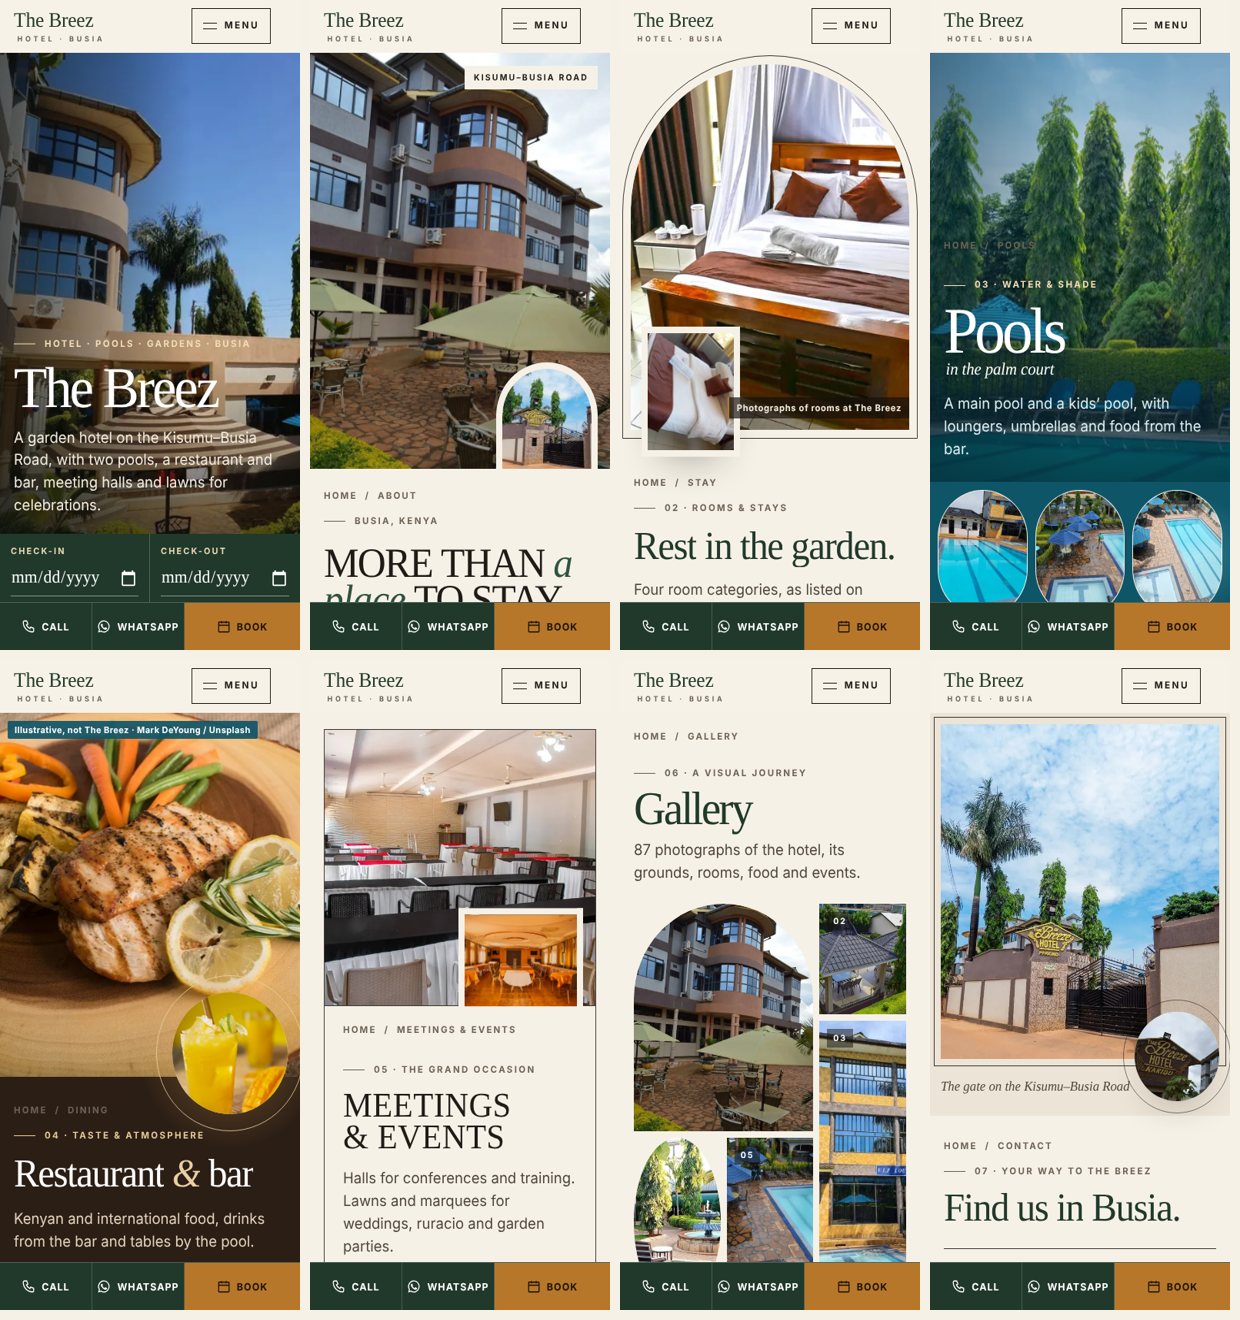 The Breez
HOTEL · BUSIA
MENU
HOTEL · POOLS · GARDENS · BUSIA
The Breez
A garden hotel on the Kisumu–Busia
Road, with two pools, a restaurant and
bar, meeting halls and lawns for
celebrations.
CHECK-IN
CHECK-OUT
mm/dd/yyyy
mm/dd/yyyy
CALL
WHATSAPP
BOOK
The Breez
HOTEL · BUSIA
MENU
KISUMU–BUSIA ROAD
HOME / ABOUT
BUSIA, KENYA
MORE THAN a
place TO STAY
CALL
WHATSAPP
BOOK
The Breez
HOTEL · BUSIA
MENU
Photographs of rooms at The Breez
HOME / STAY
02 · ROOMS & STAYS
Rest in the garden.
Four room categories, as listed on
CALL
WHATSAPP
BOOK
The Breez
HOTEL · BUSIA
MENU
HOME / POOLS
03 · WATER & SHADE
Pools
in the palm court
A main pool and a kids’ pool, with
loungers, umbrellas and food from the
bar.
CALL
WHATSAPP
BOOK
The Breez
HOTEL · BUSIA
MENU
Illustrative, not The Breez · Mark DeYoung / Unsplash
HOME / DINING
04 · TASTE & ATMOSPHERE
Restaurant & bar
Kenyan and international food, drinks
from the bar and tables by the pool.
CALL
WHATSAPP
BOOK
The Breez
HOTEL · BUSIA
MENU
HOME / MEETINGS & EVENTS
05 · THE GRAND OCCASION
MEETINGS
& EVENTS
Halls for conferences and training.
Lawns and marquees for
weddings, ruracio and garden
parties.
CALL
WHATSAPP
BOOK
The Breez
HOTEL · BUSIA
MENU
HOME / GALLERY
06 · A VISUAL JOURNEY
Gallery
87 photographs of the hotel, its
grounds, rooms, food and events.
02
03
05
CALL
WHATSAPP
BOOK
The Breez
HOTEL · BUSIA
MENU
Breeze
HOTEL
The
Breeze
HOTEL
KARIBU
The gate on the Kisumu–Busia Road
HOME / CONTACT
07 · YOUR WAY TO THE BREEZ
Find us in Busia.
CALL
WHATSAPP
BOOK